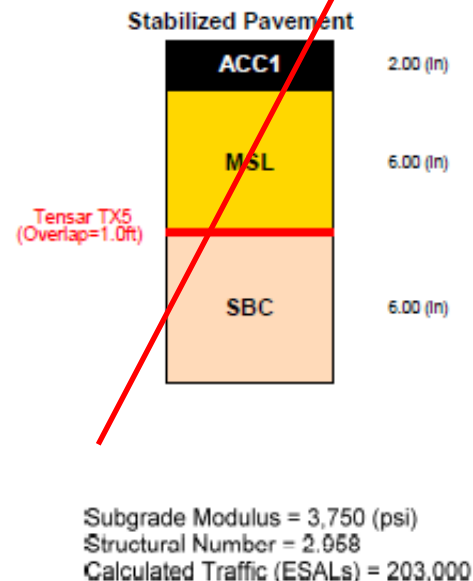 Stabilized Pavement
ACC1
2.00 (in)
MSL
6.00 (in)
Tensar TX5
(Overlap=1.0ft)
SBC
6.00 (in)
Subgrade Modulus = 3,750 (psi)
Structural Number = 2.958
Calculated Traffic (ESALs) = 203,000